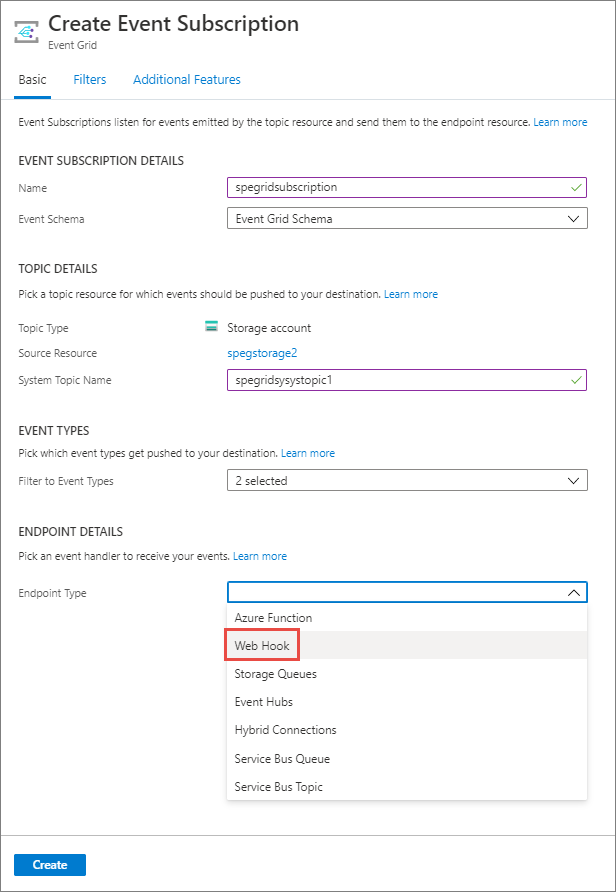 Create Event Subscription
Event Grid
Basic Filters Additional Features
Event Subscriptions listen for events emitted by the topic resource and send them to the endpoint resource. Learn more
EVENT SUBSCRIPTION DETAILS
Name spegridsubscription
Event Schema Event Grid Schema
TOPIC DETAILS
Pick a topic resource for which events should be pushed to your destination. Learn more
Topic Type Storage account
Source Resource spegstorage2
System Topic Name spegridsysystopic1
EVENT TYPES
Pick which event types get pushed to your destination. Learn more
Filter to Event Types 2 selected
ENDPOINT DETAILS
Pick an event handler to receive your events. Learn more
Endpoint Type
Azure Function
Web Hook
Storage Queues
Event Hubs
Hybrid Connections
Service Bus Queue
Service Bus Topic
Create